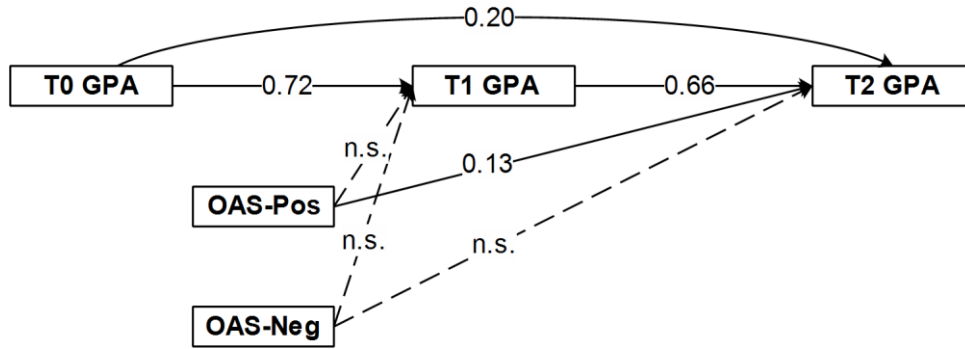 0.20
T0 GPA 0.72 T1 GPA 0.66 T2 GPA
n.s.
0.13
OAS-Pos
n.s. n.s.
OAS-Neg